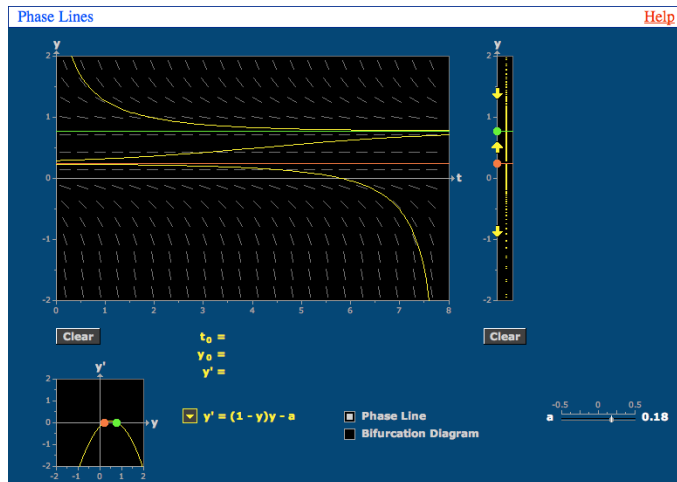 Phase Lines Help
y y
2 2
1 1
0 0
t
-1 -1
-2 -2
0 1 2 3 4 5 6 7 8
Clear Clear
t0 =
y0 =
y' =
y'
2
1
0 y
-1
-2
-2 -1 0 1 2
y' = (1 - y)y - a
Phase Line
Bifurcation Diagram
-0.5 0 0.5
a 0.18